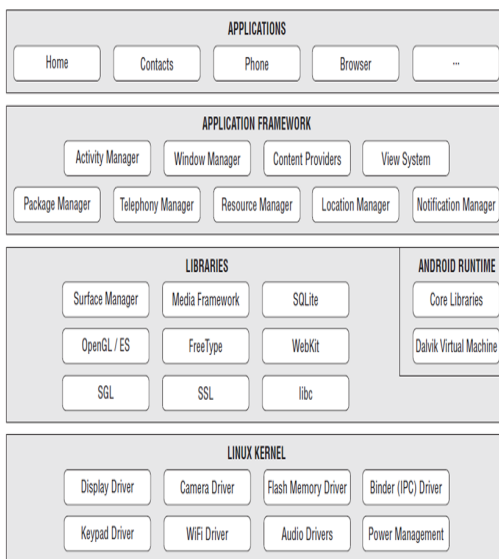 APPLICATIONS
Home Contacts Phone Browser ...
APPLICATION FRAMEWORK
Activity Manager Window Manager Content Providers View System
Package Manager Telephony Manager Resource Manager Location Manager Notification Manager
LIBRARIES
Surface Manager Media Framework SQLite
OpenGL / ES FreeType WebKit
SGL SSL libc
ANDROID RUNTIME
Core Libraries
Dalvik Virtual Machine
LINUX KERNEL
Display Driver Camera Driver Flash Memory Driver Binder (IPC) Driver
Keypad Driver WiFi Driver Audio Drivers Power Management